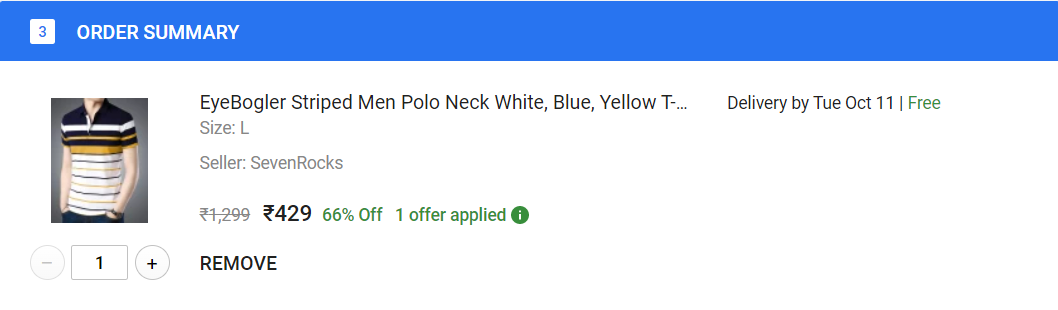 3 ORDER SUMMARY
EyeBogler Striped Men Polo Neck White, Blue, Yellow T-... Delivery by Tue Oct 11 | Free
Size: L
Seller: SevenRocks
₹1,299 ₹429 66% Off 1 offer applied i
− 1 + REMOVE